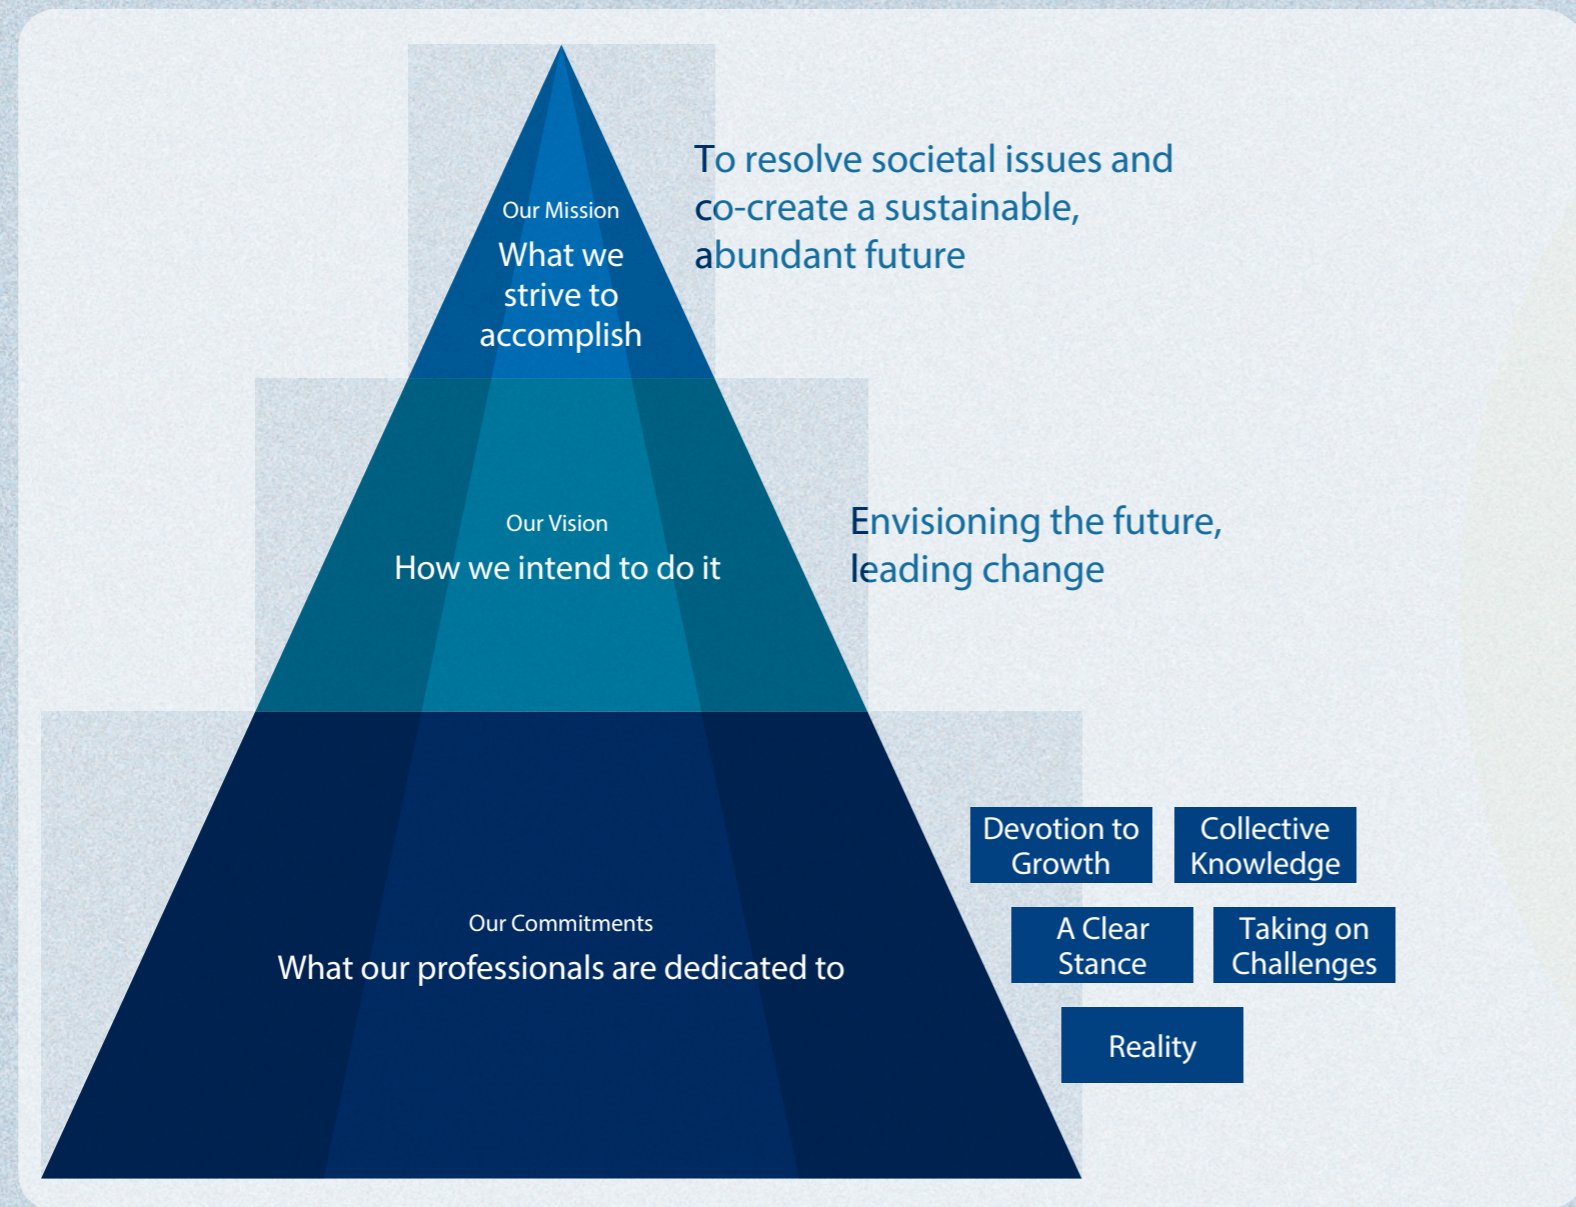 Our Mission
What we
strive to
accomplish
To resolve societal issues and
co-create a sustainable,
abundant future
Our Vision
How we intend to do it
Envisioning the future,
leading change
Our Commitments
What our professionals are dedicated to
Devotion to
Growth
Collective
Knowledge
A Clear
Stance
Taking on
Challenges
Reality